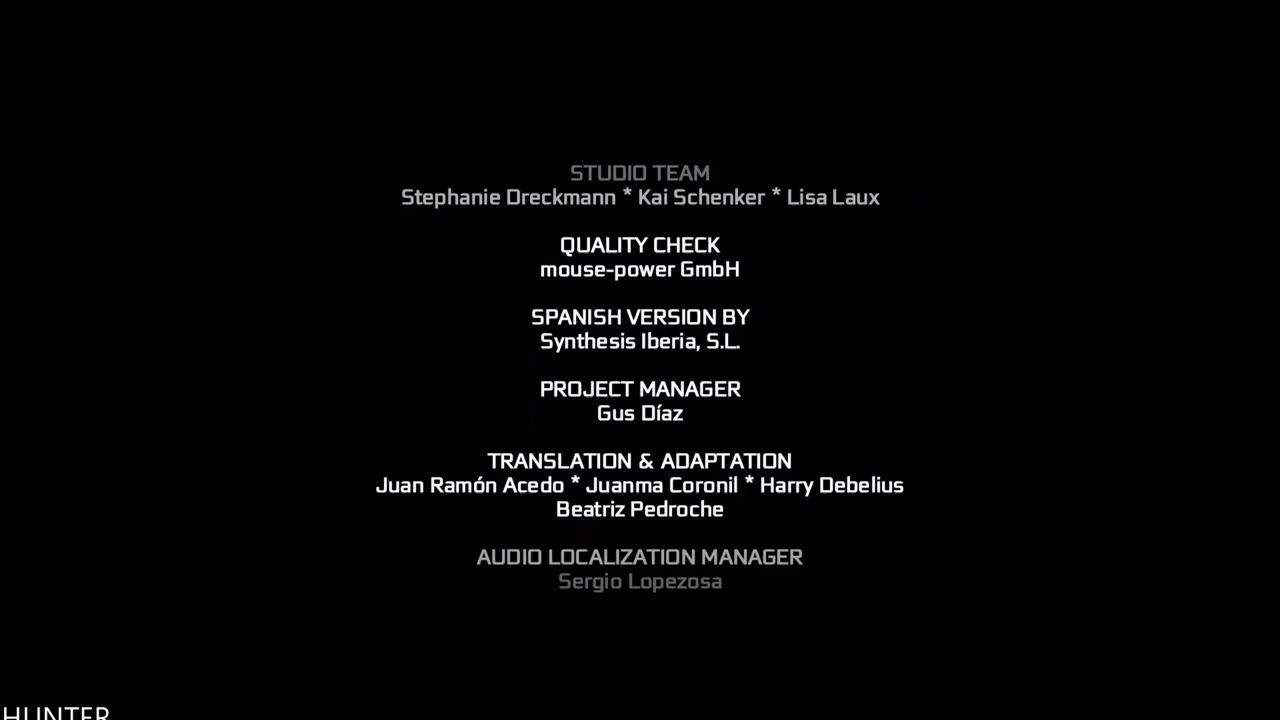 STUDIO TEAM
Stephanie Dreckmann * Kai Schenker * Lisa Laux
QUALITY CHECK
mouse-power GmbH
SPANISH VERSION BY
Synthesis Iberia, S.L.
PROJECT MANAGER
Gus Díaz
TRANSLATION & ADAPTATION
Juan Ramón Acedo * Juanma Coronil * Harry Debelius
Beatriz Pedroche
AUDIO LOCALIZATION MANAGER
Sergio Lopezosa
HUNTER